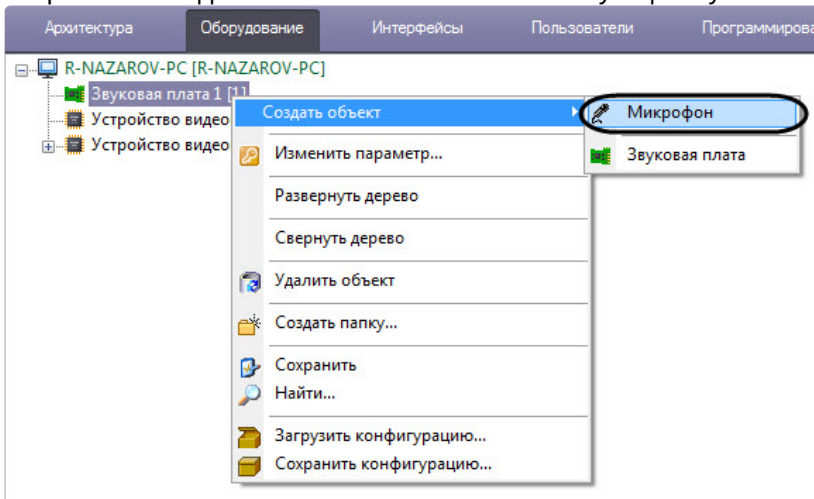 Архитектура Оборудование Интерфейсы Пользователи Программирова
R-NAZAROV-PC [R-NAZAROV-PC]
Звуковая плата 1 [1]
Устройство видео
Устройство видео
Создать объект
Изменить параметр...
Развернуть дерево
Свернуть дерево
Удалить объект
Создать папку...
Сохранить
Найти...
Загрузить конфигурацию...
Сохранить конфигурацию...
Микрофон
Звуковая плата